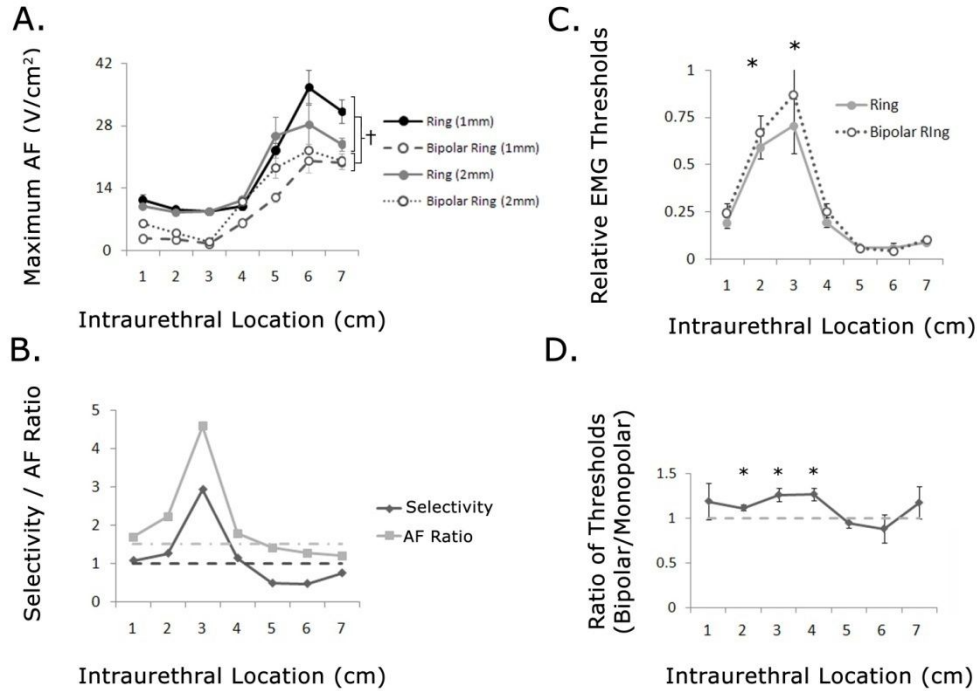 A.
Maximum AF (V/cm²)
42
28
14
0
1 2 3 4 5 6 7
Intraurethral Location (cm)
†
Ring (1mm)
Bipolar Ring (1mm)
Ring (2mm)
Bipolar Ring (2mm)
C.
Relative EMG Thresholds
1
0.75
0.5
0.25
0
* *
1 2 3 4 5 6 7
Intraurethral Location (cm)
Ring
Bipolar RIng
B.
Selectivity / AF Ratio
5
4
3
2
1
0
1 2 3 4 5 6 7
Intraurethral Location (cm)
Selectivity
AF Ratio
D.
Ratio of Thresholds
(Bipolar/Monopolar)
1.5
1
0.5
0
* * *
1 2 3 4 5 6 7
Intraurethral Location (cm)